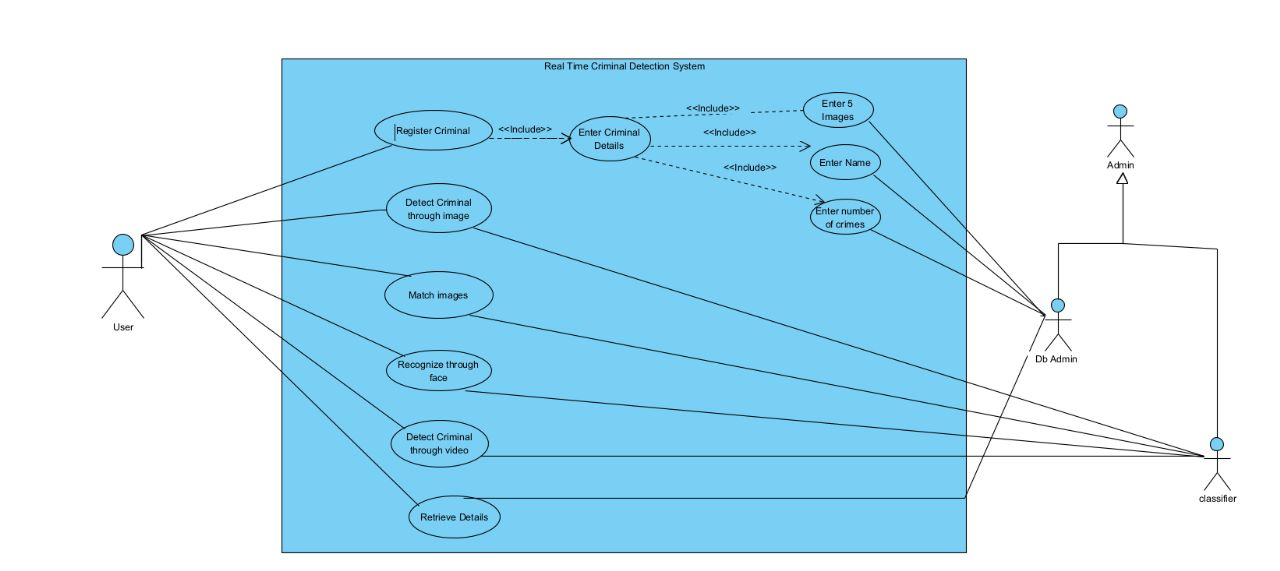 Real Time Criminal Detection System
Register Criminal
<<Include>>
Enter Criminal
Details
<<Include>>
<<Include>>
<<Include>>
Enter 5
Images
Enter Name
Enter number
of crimes
Detect Criminal
through image
Match images
Recognize through
face
Detect Criminal
through video
Retrieve Details
User
Admin
Db Admin
classifier